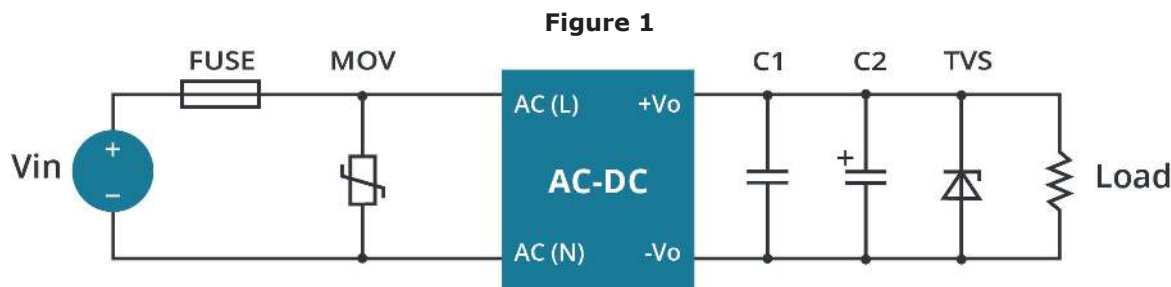 Figure 1
FUSE MOV C1 C2 TVS
AC (L) +Vo
Vin + − AC-DC + Load
AC (N) -Vo